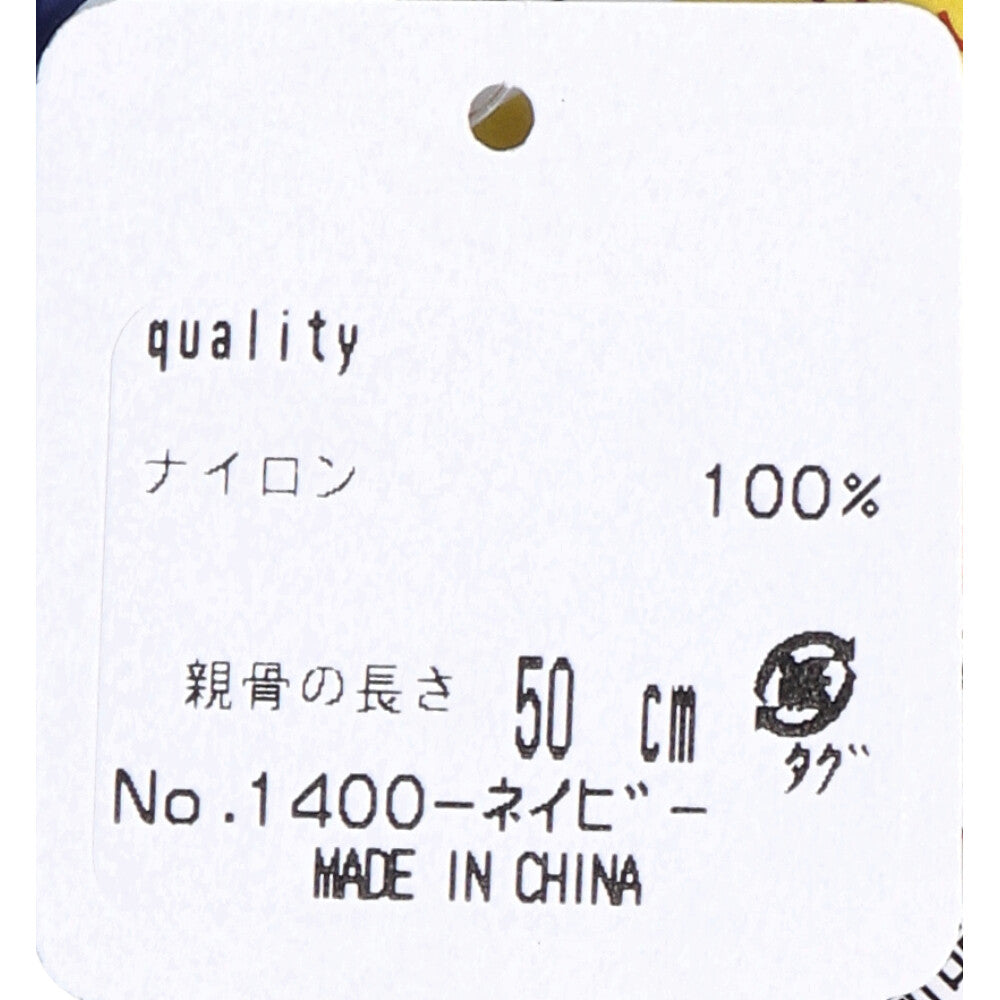 quality
ナイロン 100%
親骨の長さ 50 cm
タグ
No.1400-ネイビー
MADE IN CHINA